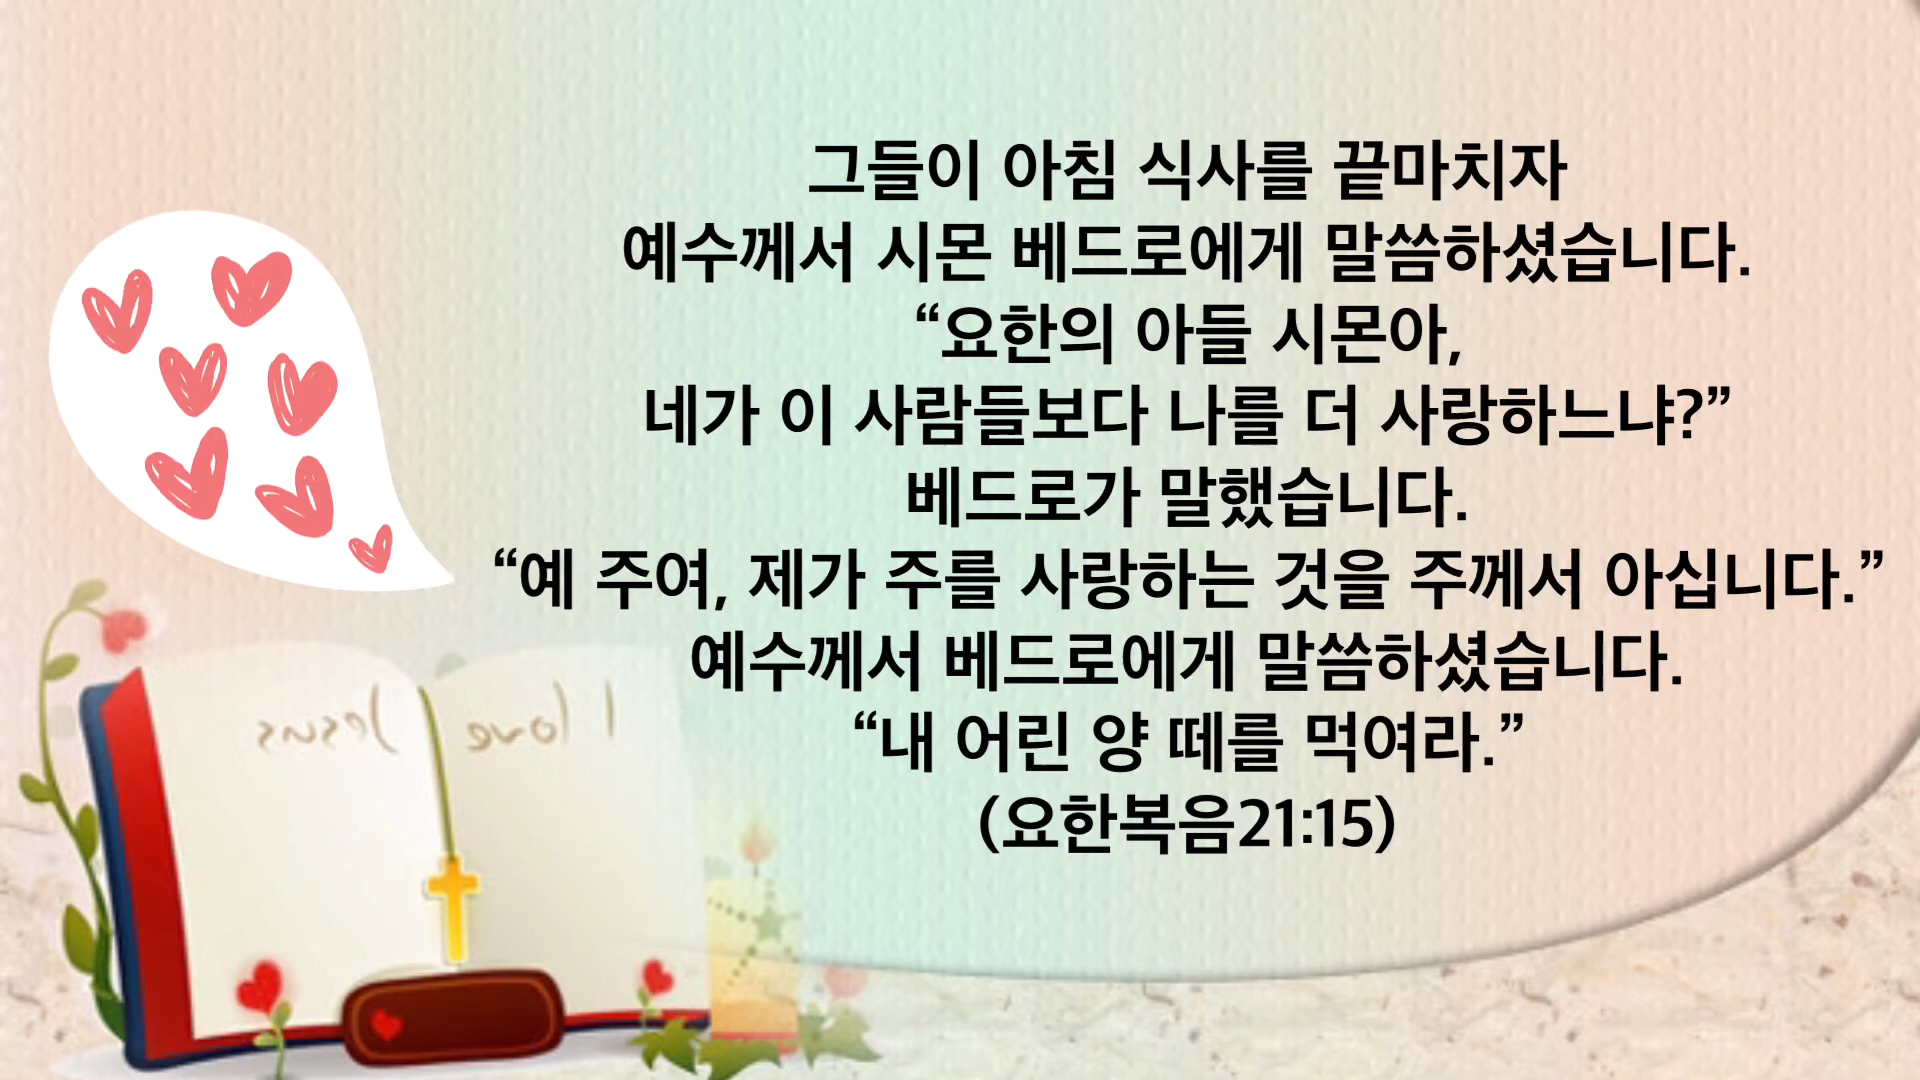 그들이 아침 식사를 끝마치자
예수께서 시몬 베드로에게 말씀하셨습니다.
“요한의 아들 시몬아,
네가 이 사람들보다 나를 더 사랑하느냐?”
베드로가 말했습니다.
“예 주여, 제가 주를 사랑하는 것을 주께서 아십니다.”
예수께서 베드로에게 말씀하셨습니다.
“내 어린 양 떼를 먹여라.”
(요한복음21:15)
I love Jesus